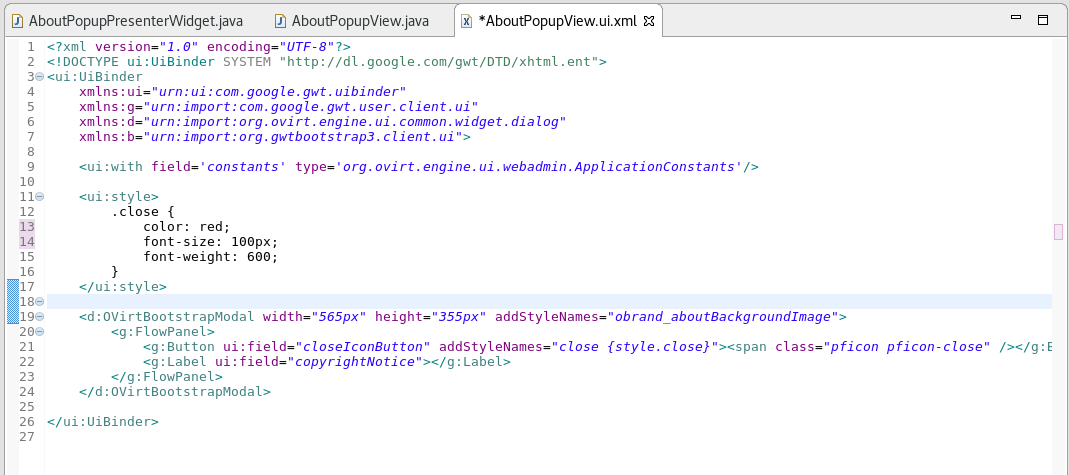 AboutPopupPresenterWidget.java AboutPopupView.java *AboutPopupView.ui.xml
1 <?xml version="1.0" encoding="UTF-8"?>
2 <!DOCTYPE ui:UiBinder SYSTEM "http://dl.google.com/gwt/DTD/xhtml.ent">
3 <ui:UiBinder
4     xmlns:ui="urn:ui:com.google.gwt.uibinder"
5     xmlns:g="urn:import:com.google.gwt.user.client.ui"
6     xmlns:d="urn:import:org.ovirt.engine.ui.common.widget.dialog"
7     xmlns:b="urn:import:org.gwtbootstrap3.client.ui">
8
9     <ui:with field='constants' type='org.ovirt.engine.ui.webadmin.ApplicationConstants'/>
10
11     <ui:style>
12         .close {
13             color: red;
14             font-size: 100px;
15             font-weight: 600;
16         }
17     </ui:style>
18
19     <d:OVirtBootstrapModal width="565px" height="355px" addStyleNames="obrand_aboutBackgroundImage">
20         <g:FlowPanel>
21             <g:Button ui:field="closeIconButton" addStyleNames="close {style.close}"><span class="pficon pficon-close" /></g:
22             <g:Label ui:field="copyrightNotice"></g:Label>
23         </g:FlowPanel>
24     </d:OVirtBootstrapModal>
25
26 </ui:UiBinder>
27